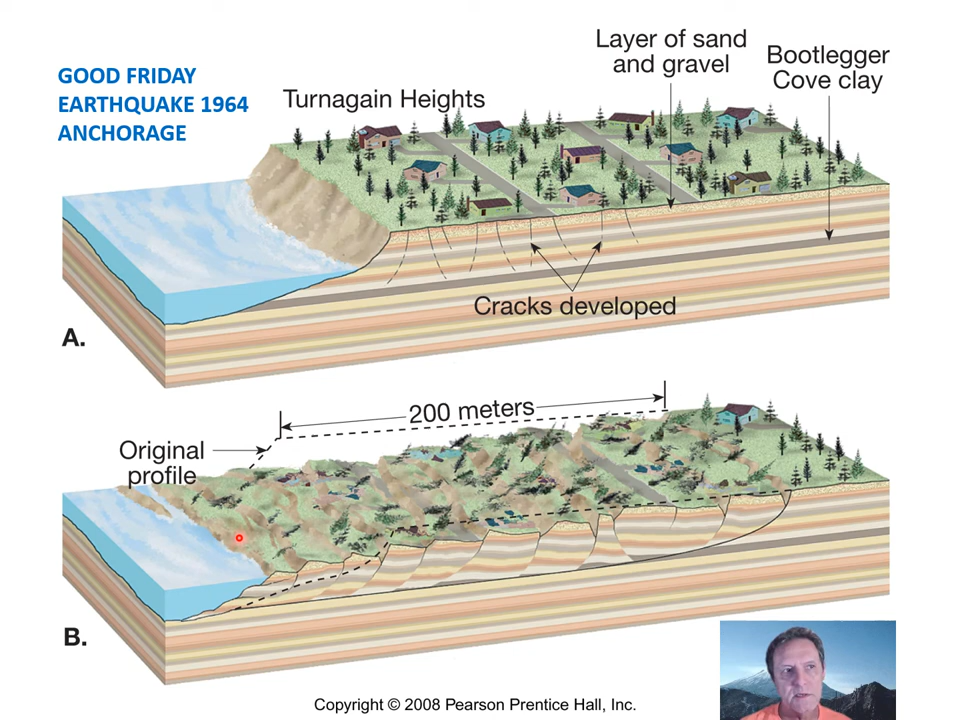 GOOD FRIDAY
EARTHQUAKE 1964
ANCHORAGE
Turnagain Heights
Layer of sand
and gravel
Bootlegger
Cove clay
Cracks developed
A.
200 meters
Original
profile
B.
Copyright © 2008 Pearson Prentice Hall, Inc.